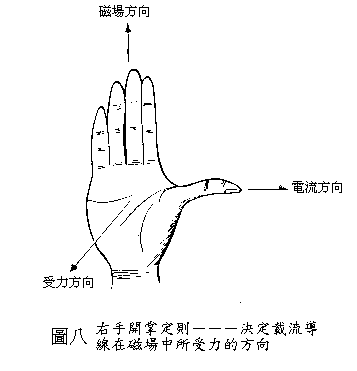 磁場方向
電流方向
受力方向
圖八 右手開掌定則———決定截流導
線在磁場中所受力的方向